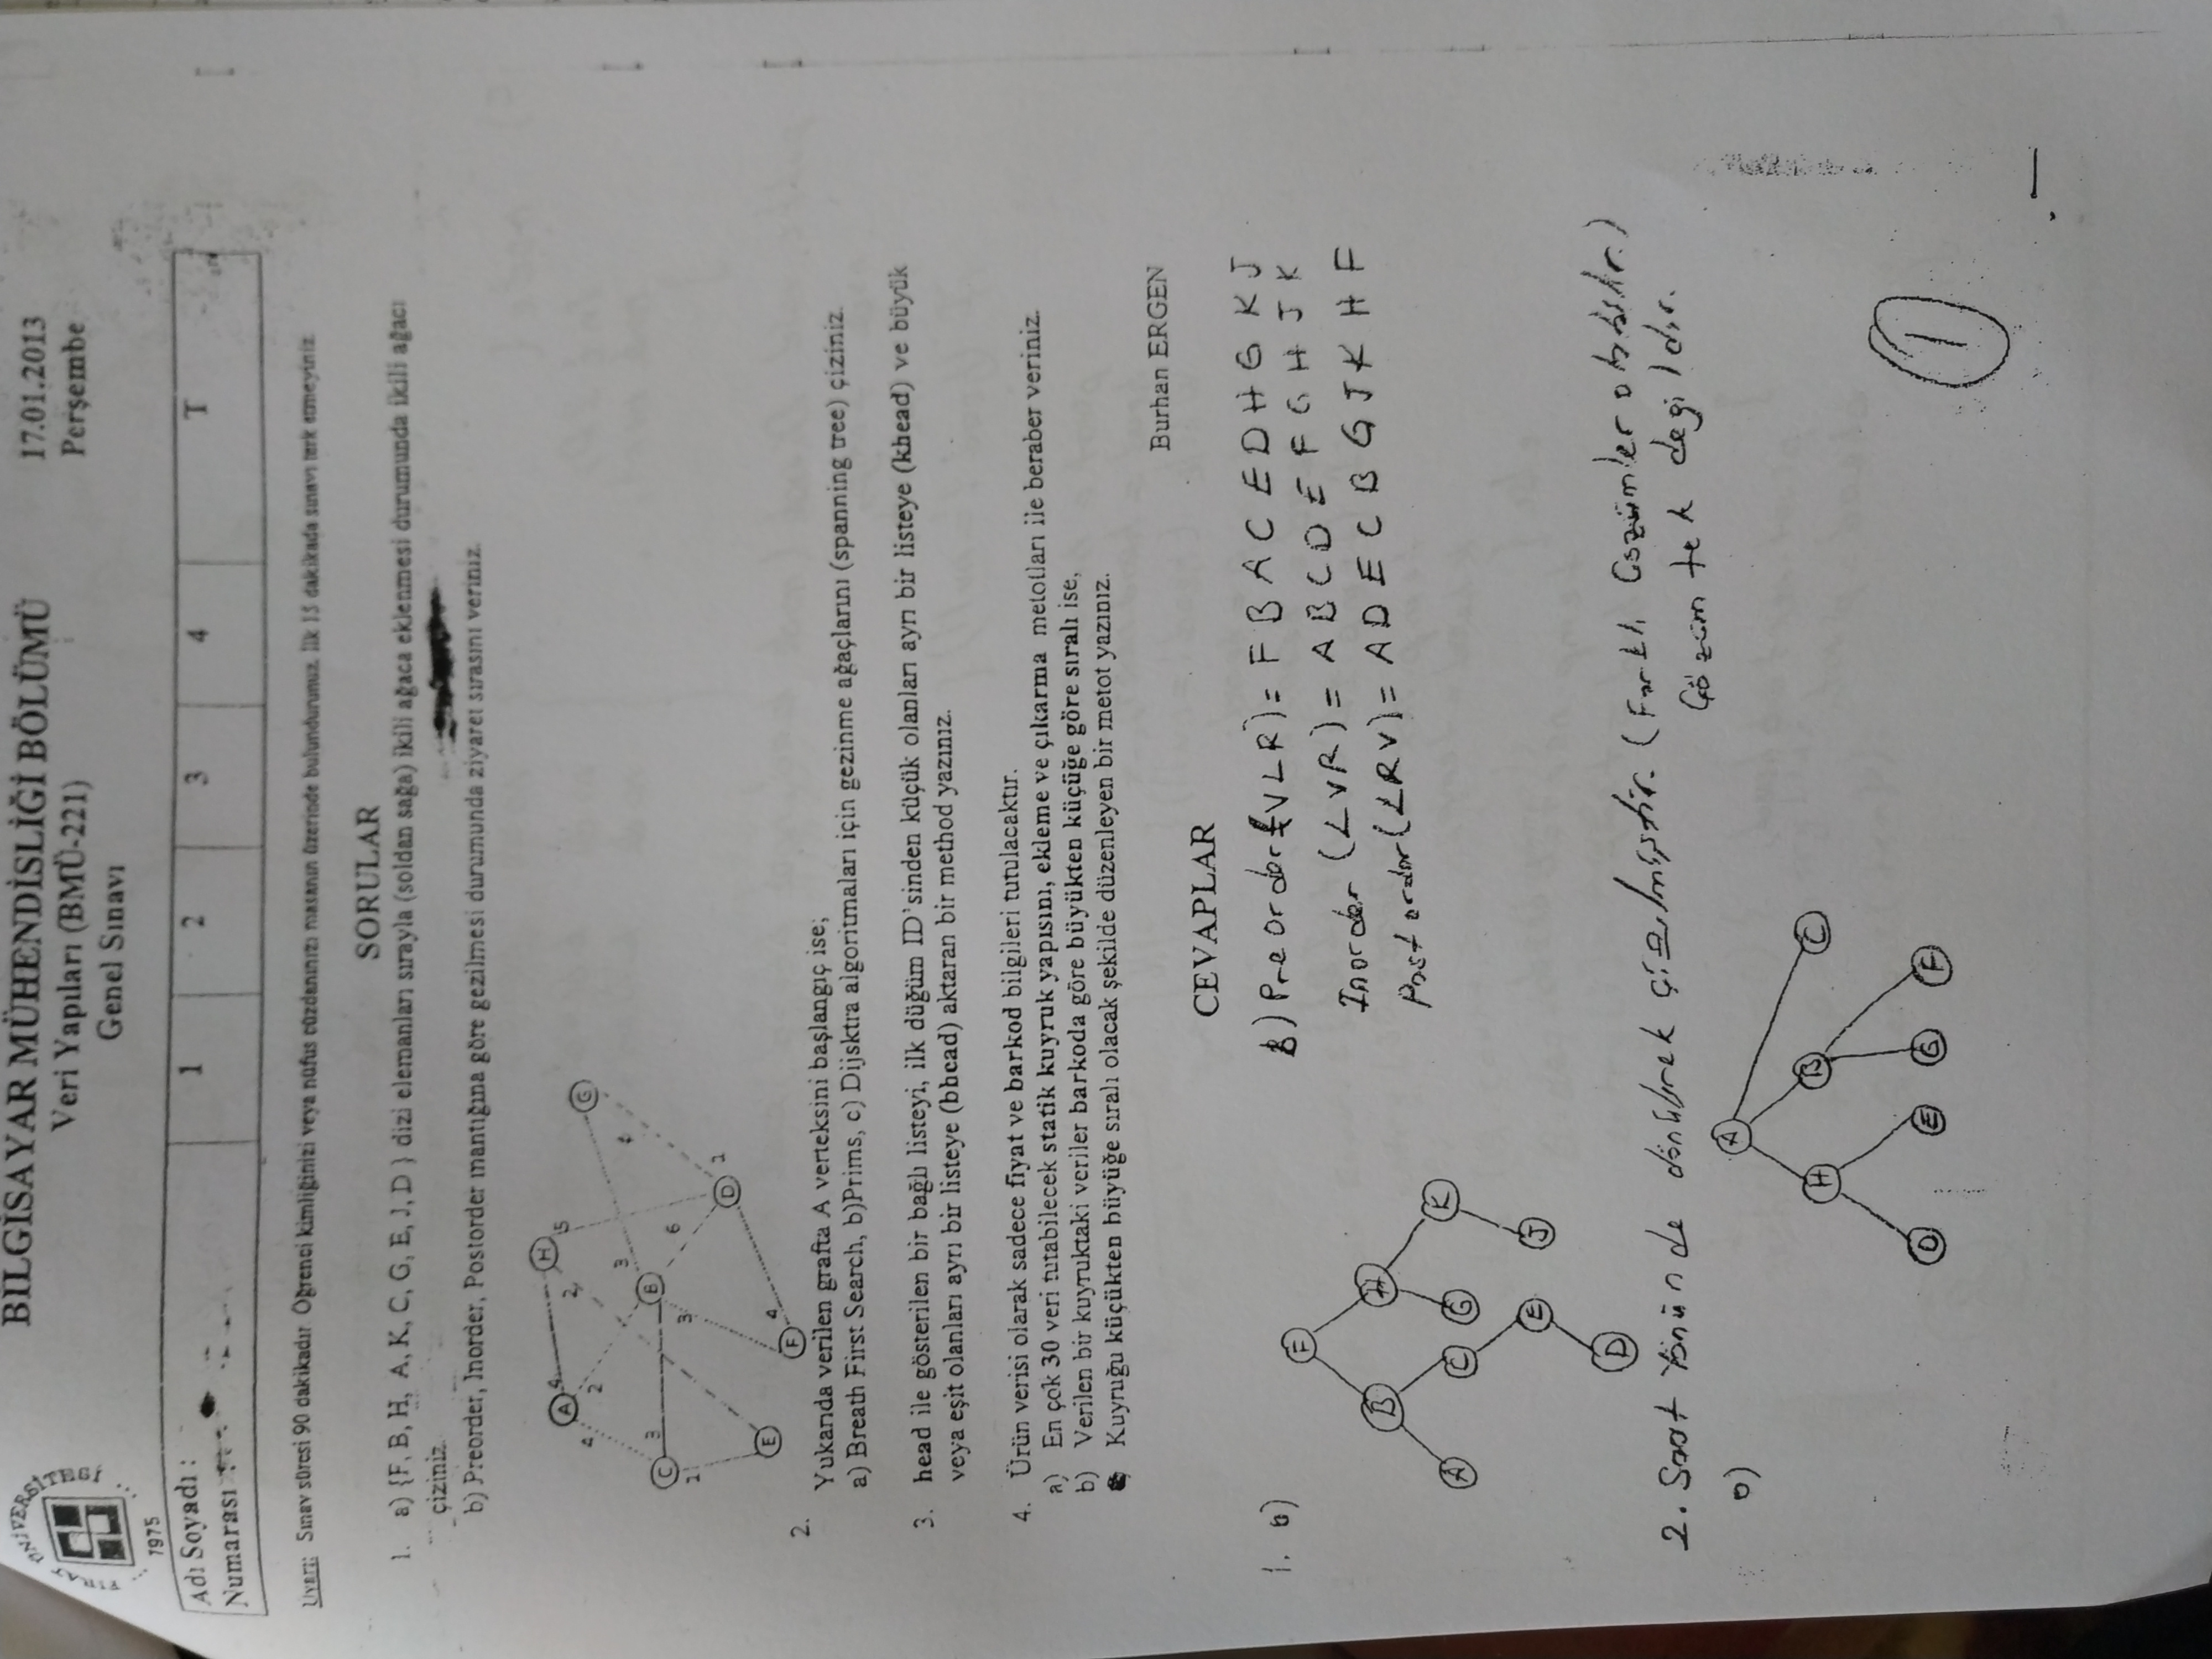 FIRAT ÜNİVERSİTESİ
1975
BİLGİSAYAR MÜHENDİSLİĞİ BÖLÜMÜ
Veri Yapıları (BMÜ-221)
Genel Sınavı
17.01.2013
Perşembe
Adı Soyadı :
Numarası
1 2 3 4 T
Uyarı: Sınav süresi 90 dakikadır. Öğrenci kimliğinizi veya nüfus cüzdanınızı masanın üzerinde bulundurunuz. İlk 15 dakikada sınavı terk etmeyiniz.
SORULAR
1. a) {F, B, H, A, K, C, G, E, J, D } dizi elemanları sırayla (soldan sağa) ikili ağaca eklenmesi durumunda ikili ağacı
çiziniz.
b) Preorder, Inorder, Postorder mantığına göre gezilmesi durumunda ziyaret sırasını veriniz.
A 4 H
4 2 2 5 G
3 4
C 3 B
2 3 6
D 2
E 4
F
2.
Yukarıda verilen grafta A verteksini başlangıç ise;
a) Breath First Search, b)Prims, c) Dijsktra algoritmaları için gezinme ağaçlarını (spanning tree) çiziniz.
3. head ile gösterilen bir bağlı listeyi, ilk düğüm ID'sinden küçük olanları ayrı bir listeye (khead) ve büyük
veya eşit olanları ayrı bir listeye (bhead) aktaran bir method yazınız.
4. Ürün verisi olarak sadece fiyat ve barkod bilgileri tutulacaktır.
a) En çok 30 veri tutabilecek statik kuyruk yapısını, ekleme ve çıkarma metotları ile beraber veriniz.
b) Verilen bir kuyruktaki veriler barkoda göre büyükten küçüğe göre sıralı ise,
Kuyruğu küçükten büyüğe sıralı olacak şekilde düzenleyen bir metot yazınız.
Burhan ERGEN
CEVAPLAR
1. a)
F
B H
A C G K
E J
D
b) Preorder (VLR) = F B A C E D H G K J
Inorder (LVR) = A B C D E F G H J K
Postorder (LRV) = A D E C B G J K H F
2. Saat Yönünde dönülerek çizilmiştir. (Farklı Çözümler olabilir.)
Çözüm tek değildir.
a)
A
H B C
D E G F
1